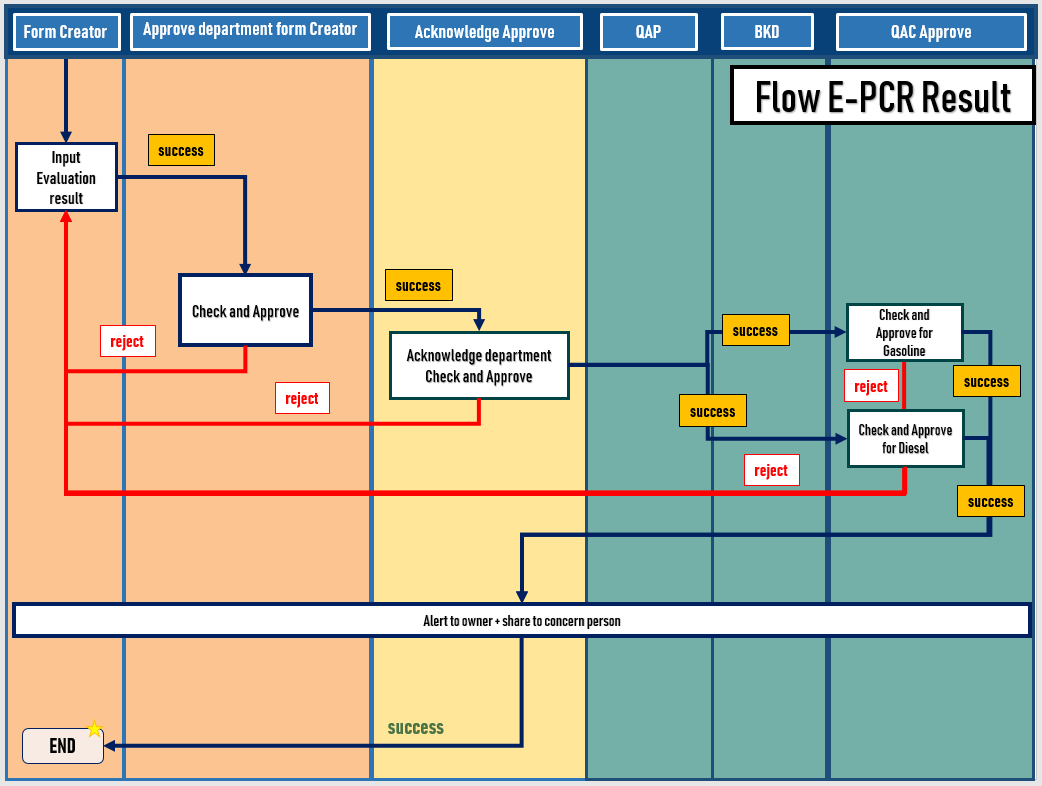 Form Creator
Approve department form Creator
Acknowledge Approve
QAP
BKD
QAC Approve
Flow E-PCR Result
Input
Evaluation
result
success
Check and Approve
success
reject
Acknowledge department
Check and Approve
reject
success
success
Check and
Approve for
Gasoline
reject
success
Check and Approve
for Diesel
reject
success
Alert to owner + share to concern person
success
END